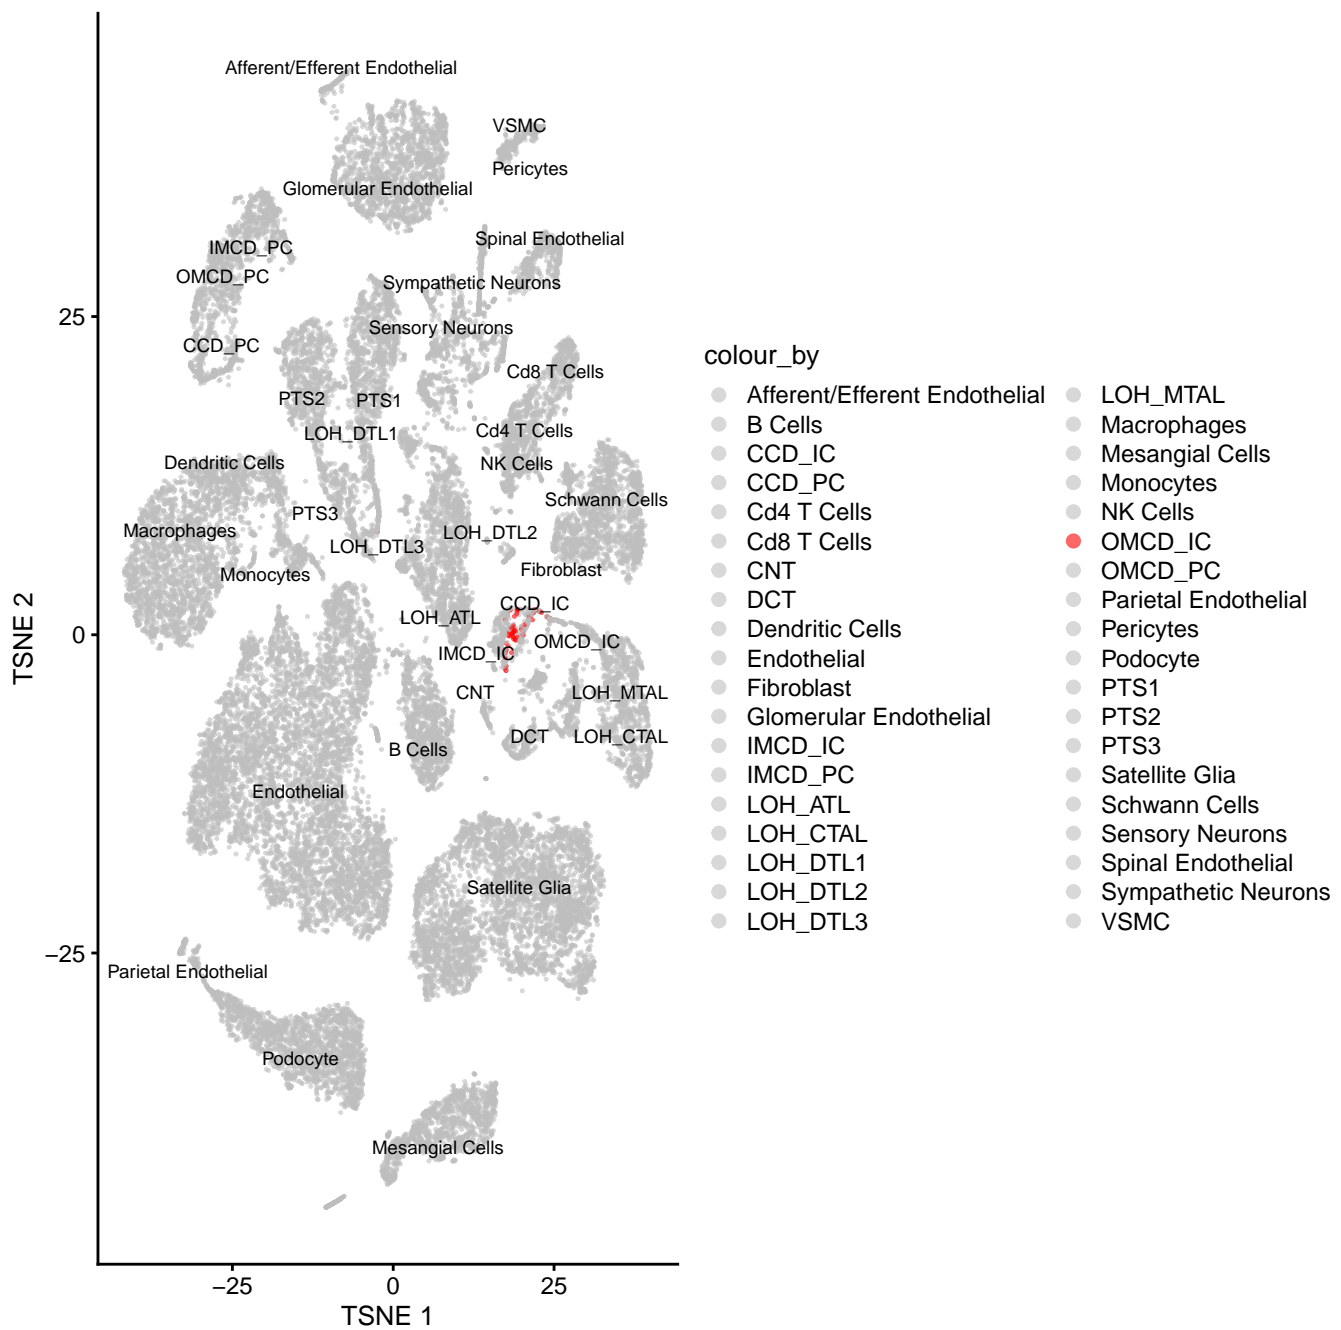 Afferent/Efferent Endothelial
VSMC
Pericytes
Glomerular Endothelial
Spinal Endothelial
IMCD_PC
OMCD_PC
Sympathetic Neurons
Sensory Neurons
CCD_PC
Cd8 T Cells
PTS2
PTS1
LOH_DTL1
Cd4 T Cells
Dendritic Cells
NK Cells
Schwann Cells
PTS3
Macrophages
LOH_DTL2
LOH_DTL3
Monocytes
Fibroblast
CCD_IC
LOH_ATL
OMCD_IC
IMCD_IC
CNT
LOH_MTAL
DCT
LOH_CTAL
B Cells
Endothelial
Satellite Glia
Parietal Endothelial
Podocyte
Mesangial Cells
25
0
−25
TSNE 2
−25
0
25
TSNE 1
colour_by
Afferent/Efferent Endothelial
B Cells
CCD_IC
CCD_PC
Cd4 T Cells
Cd8 T Cells
CNT
DCT
Dendritic Cells
Endothelial
Fibroblast
Glomerular Endothelial
IMCD_IC
IMCD_PC
LOH_ATL
LOH_CTAL
LOH_DTL1
LOH_DTL2
LOH_DTL3
LOH_MTAL
Macrophages
Mesangial Cells
Monocytes
NK Cells
OMCD_IC
OMCD_PC
Parietal Endothelial
Pericytes
Podocyte
PTS1
PTS2
PTS3
Satellite Glia
Schwann Cells
Sensory Neurons
Spinal Endothelial
Sympathetic Neurons
VSMC